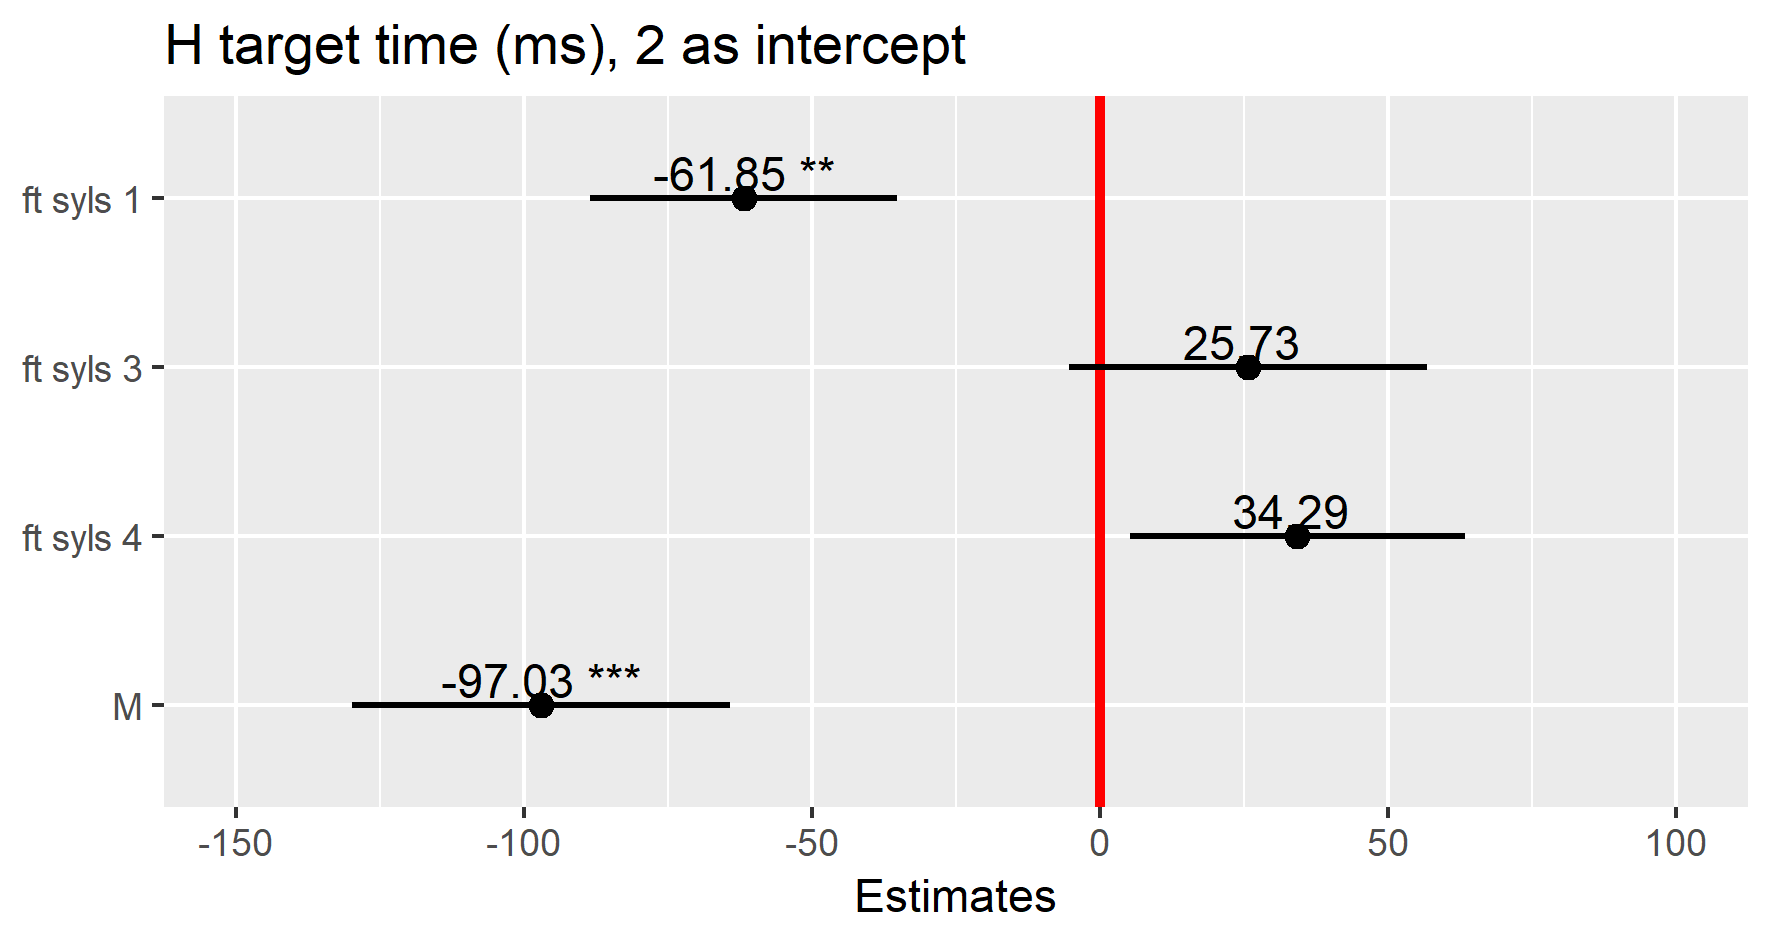 H target time (ms), 2 as intercept
ft syls 1
-61.85 **
ft syls 3
25.73
ft syls 4
34.29
M
-97.03 ***
-150 -100 -50 0 50 100
Estimates